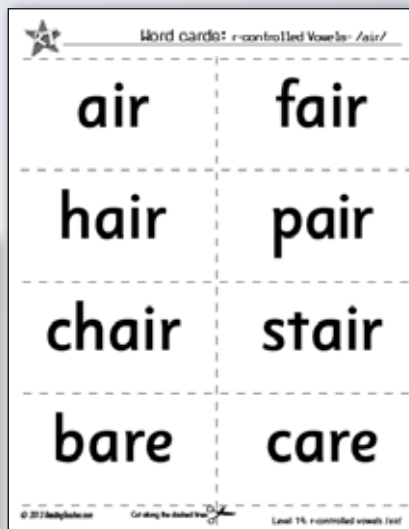 Word cards: r-controlled Vowels- /air/
air fair
hair pair
chair stair
bare care
Cut along the dashed lines
Level 19: r-controlled vowels /air/